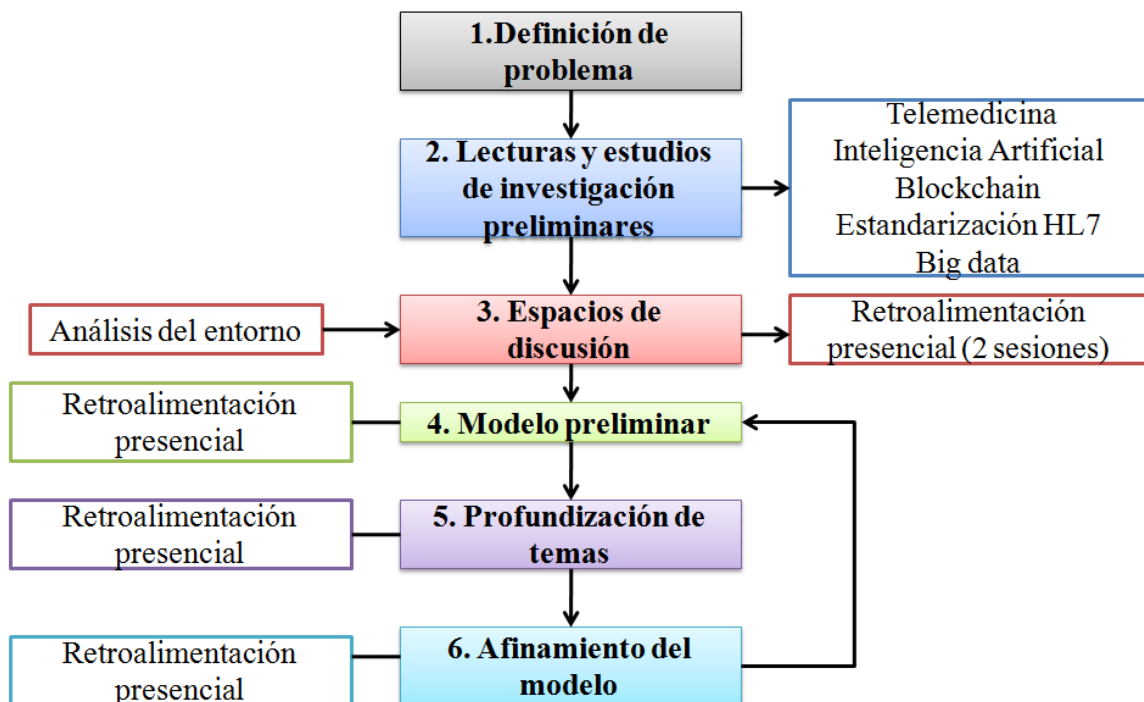 1.Definición de
problema
2. Lecturas y estudios
de investigación
preliminares
Telemedicina
Inteligencia Artificial
Blockchain
Estandarización HL7
Big data
Análisis del entorno
3. Espacios de
discusión
Retroalimentación
presencial (2 sesiones)
Retroalimentación
presencial
4. Modelo preliminar
Retroalimentación
presencial
5. Profundización de
temas
Retroalimentación
presencial
6. Afinamiento del
modelo